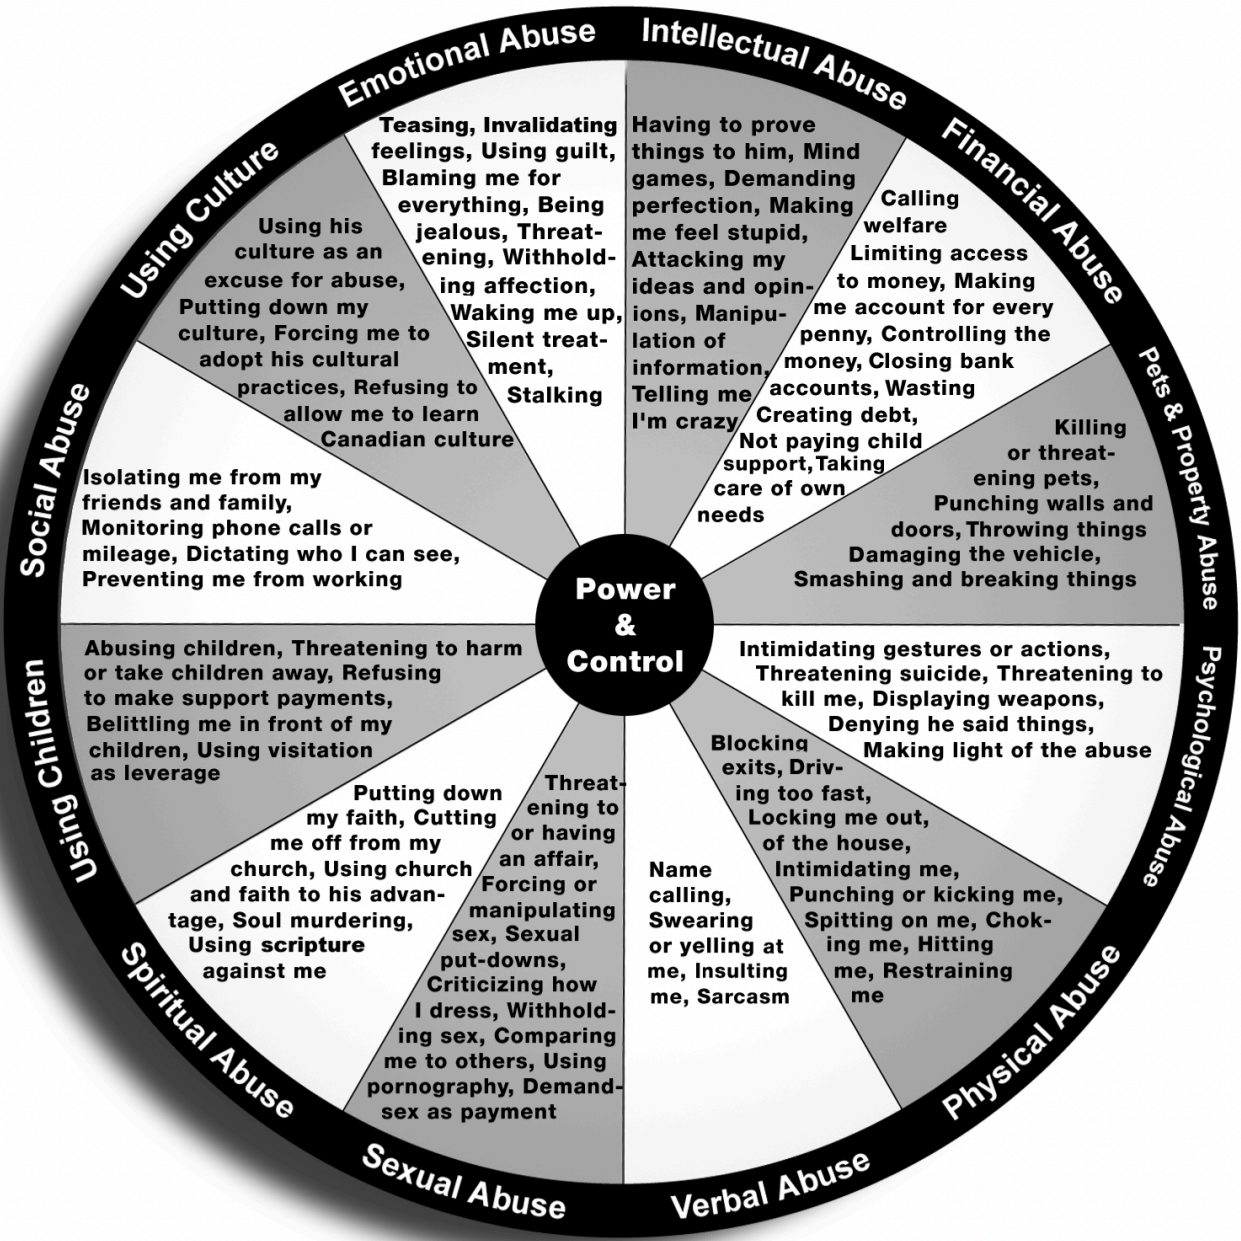 Emotional Abuse
Teasing, Invalidating
feelings, Using guilt,
Blaming me for
everything, Being
jealous, Threat-
ening, Withhold-
ing affection,
Waking me up,
Silent treat-
ment,
Stalking
Intellectual Abuse
Having to prove
things to him, Mind
games, Demanding
perfection, Making
me feel stupid,
Attacking my
ideas and opin-
ions, Manipu-
lation of
information,
Telling me
I'm crazy
Financial Abuse
Calling
welfare
Limiting access
to money, Making
me account for every
penny, Controlling the
money, Closing bank
accounts, Wasting
Creating debt,
Not paying child
support, Taking
care of own
needs
Pets & Property Abuse
Killing
or threat-
ening pets,
Punching walls and
doors, Throwing things
Damaging the vehicle,
Smashing and breaking things
Psychological Abuse
Intimidating gestures or actions,
Threatening suicide, Threatening to
kill me, Displaying weapons,
Denying he said things,
Making light of the abuse
Physical Abuse
Blocking
exits, Driv-
ing too fast,
Locking me out,
of the house,
Intimidating me,
Punching or kicking me,
Spitting on me, Chok-
ing me, Hitting
me, Restraining
me
Verbal Abuse
Name
calling,
Swearing
or yelling at
me, Insulting
me, Sarcasm
Sexual Abuse
Threat-
ening to
or having
an affair,
Forcing or
manipulating
sex, Sexual
put-downs,
Criticizing how
I dress, Withhold-
ing sex, Comparing
me to others, Using
pornography, Demand-
sex as payment
Spiritual Abuse
Putting down
my faith, Cutting
me off from my
church, Using church
and faith to his advan-
tage, Soul murdering,
Using scripture
against me
Using Children
Abusing children, Threatening to harm
or take children away, Refusing
to make support payments,
Belittling me in front of my
children, Using visitation
as leverage
Social Abuse
Isolating me from my
friends and family,
Monitoring phone calls or
mileage, Dictating who I can see,
Preventing me from working
Using Culture
Using his
culture as an
excuse for abuse,
Putting down my
culture, Forcing me to
adopt his cultural
practices, Refusing to
allow me to learn
Canadian culture
Power
&
Control